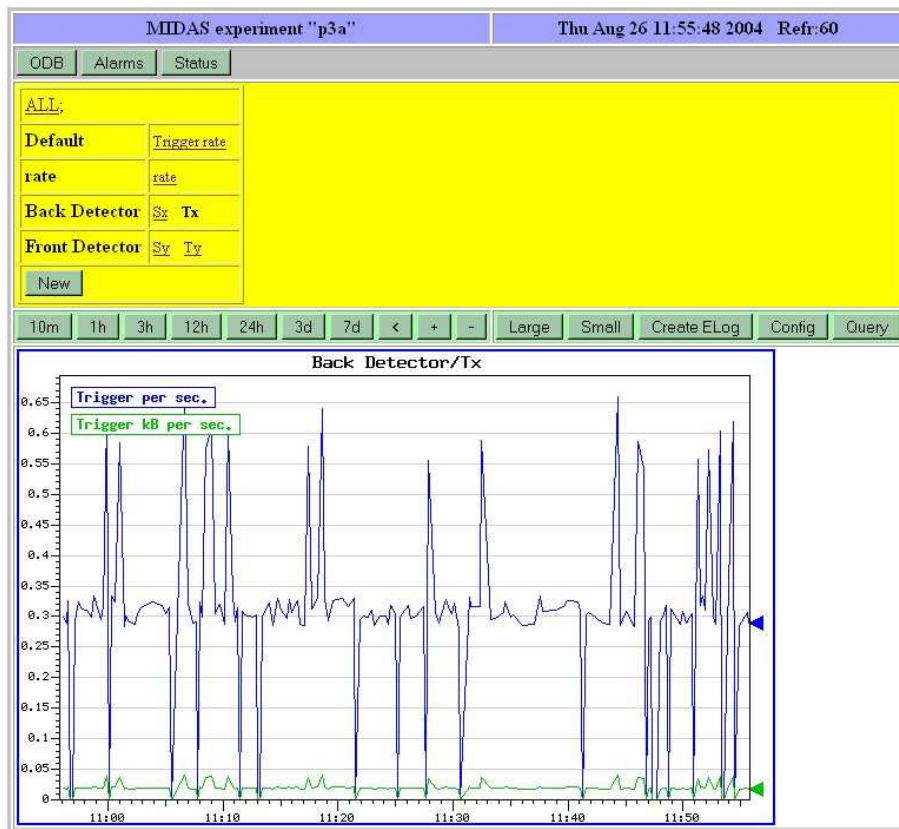 MIDAS experiment "p3a" Thu Aug 26 11:55:48 2004 Refr:60
ODB Alarms Status
ALL;
Default Trigger rate
rate rate
Back Detector Sx Tx
Front Detector Sy Ty
New
10m 1h 3h 12h 24h 3d 7d < + - Large Small Create ELog Config Query
Back Detector/Tx
Trigger per sec.
Trigger kB per sec.
0.65
0.6
0.55
0.5
0.45
0.4
0.35
0.3
0.25
0.2
0.15
0.1
0.05
0
11:00 11:10 11:20 11:30 11:40 11:50